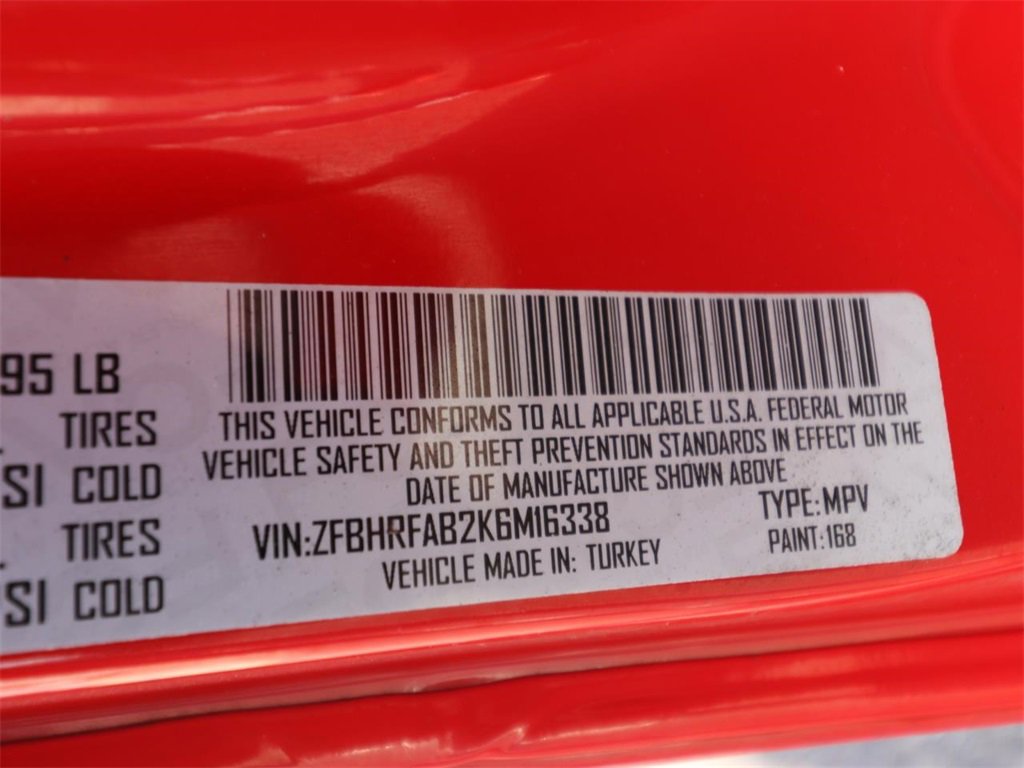 95 LB
TIRES
SI COLD
TIRES
SI COLD
THIS VEHICLE CONFORMS TO ALL APPLICABLE U.S.A. FEDERAL MOTOR
VEHICLE SAFETY AND THEFT PREVENTION STANDARDS IN EFFECT ON THE
DATE OF MANUFACTURE SHOWN ABOVE
VIN:ZFBHRFAB2K6M16338 TYPE:MPV
VEHICLE MADE IN: TURKEY PAINT:168